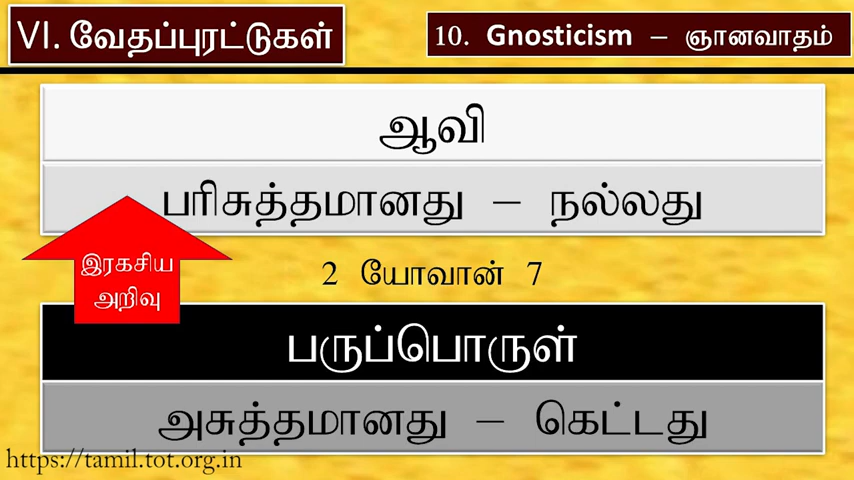 VI. வேதப்புரட்டுகள்
10. Gnosticism – ஞானவாதம்
ஆவி
பரிசுத்தமானது – நல்லது
இரகசிய
அறிவு
2 யோவான் 7
பருப்பொருள்
அசுத்தமானது – கெட்டது
https://tamil.tot.org.in